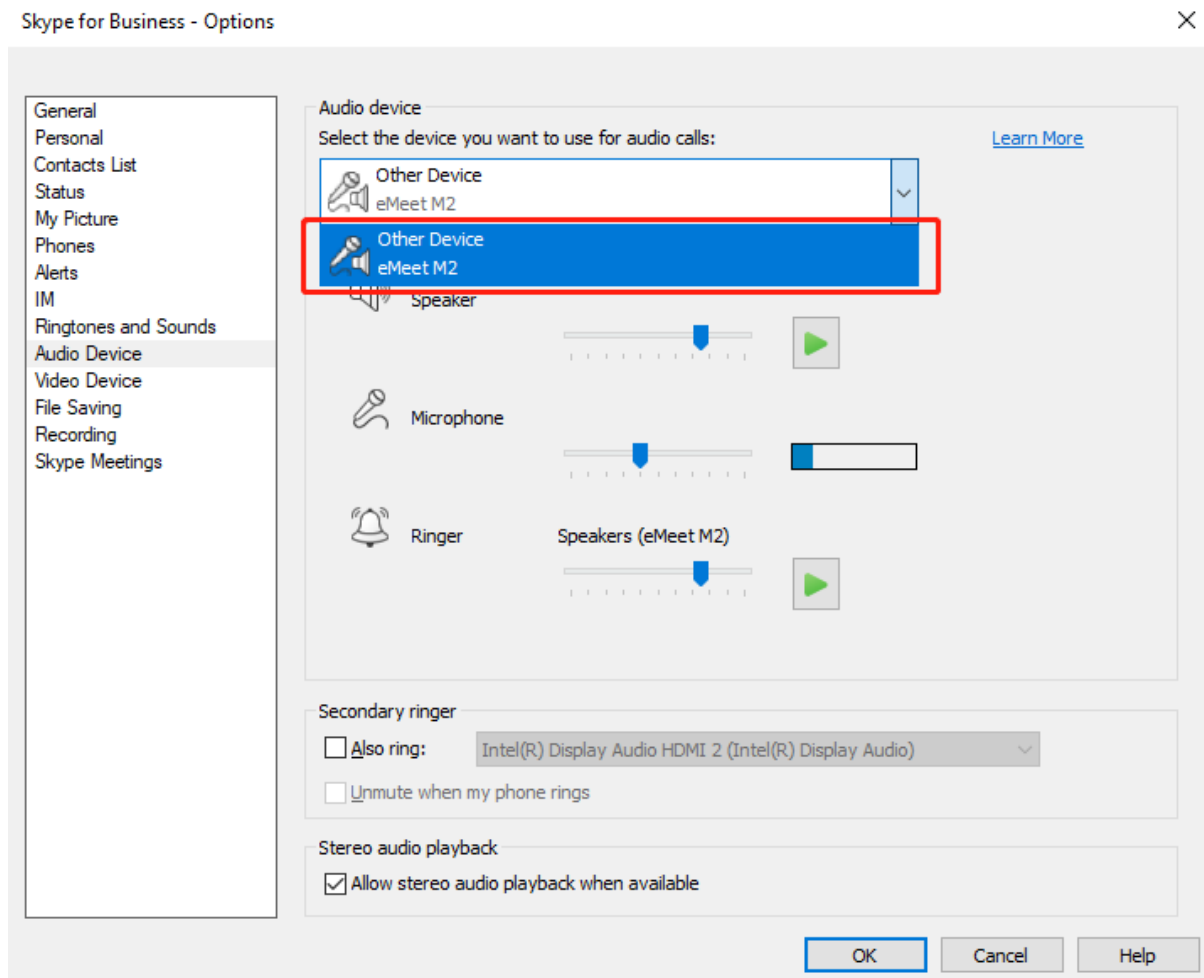 Skype for Business - Options
General
Personal
Contacts List
Status
My Picture
Phones
Alerts
IM
Ringtones and Sounds
Audio Device
Video Device
File Saving
Recording
Skype Meetings
Audio device
Select the device you want to use for audio calls:
Learn More
Other Device
eMeet M2
Other Device
eMeet M2
Speaker
Microphone
Ringer
Speakers (eMeet M2)
Secondary ringer
Also ring:
Intel(R) Display Audio HDMI 2 (Intel(R) Display Audio)
Unmute when my phone rings
Stereo audio playback
Allow stereo audio playback when available
OK
Cancel
Help